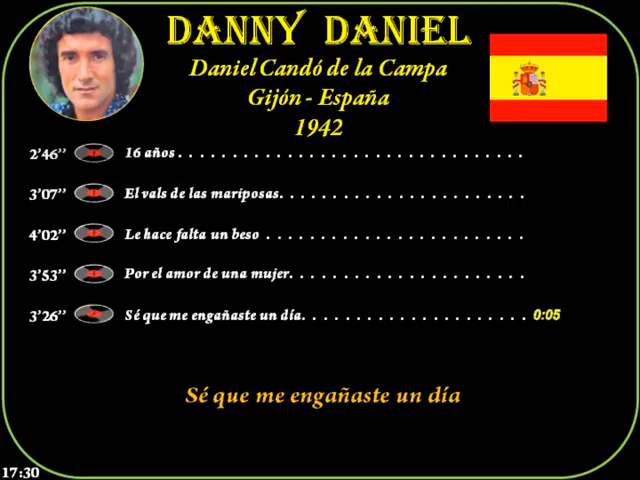 DANNY DANIEL
Daniel Candó de la Campa
Gijón - España
1942
2’46’’ 16 años . . . . . . . . . . . . . . . . . . . . . . . . . . . . .
3’07’’ El vals de las mariposas. . . . . . . . . . . . . . . . . . . . .
4’02’’ Le hace falta un beso . . . . . . . . . . . . . . . . . . . . . .
3’53’’ Por el amor de una mujer. . . . . . . . . . . . . . . . . . . .
3’26’’ Sé que me engañaste un día. . . . . . . . . . . . . . . . . . . 0:05
Sé que me engañaste un día
17:30